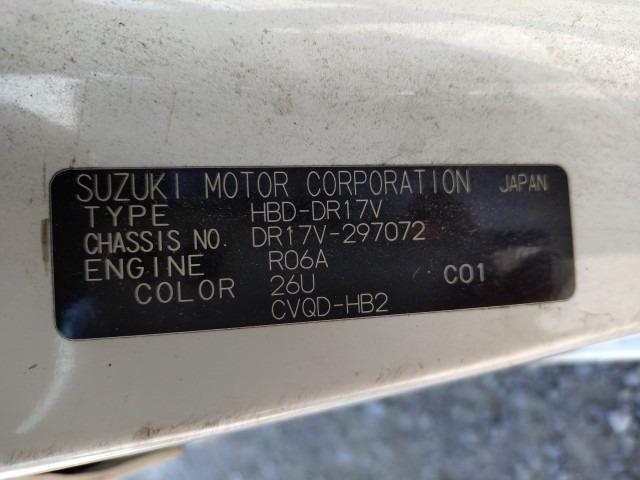 SUZUKI MOTOR CORPORATION JAPAN
TYPE HBD-DR17V
CHASSIS NO. DR17V-297072
ENGINE R06A
COLOR 26U C01
CVQD-HB2